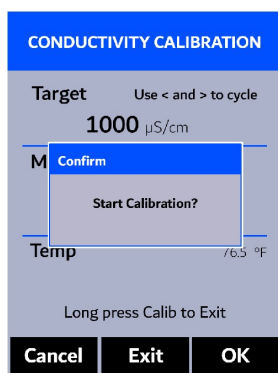 CONDUCTIVITY CALIBRATION
Target Use < and > to cycle
1000 µS/cm
M
Confirm
Start Calibration?
Temp 76.5 °F
Long press Calib to Exit
Cancel Exit OK